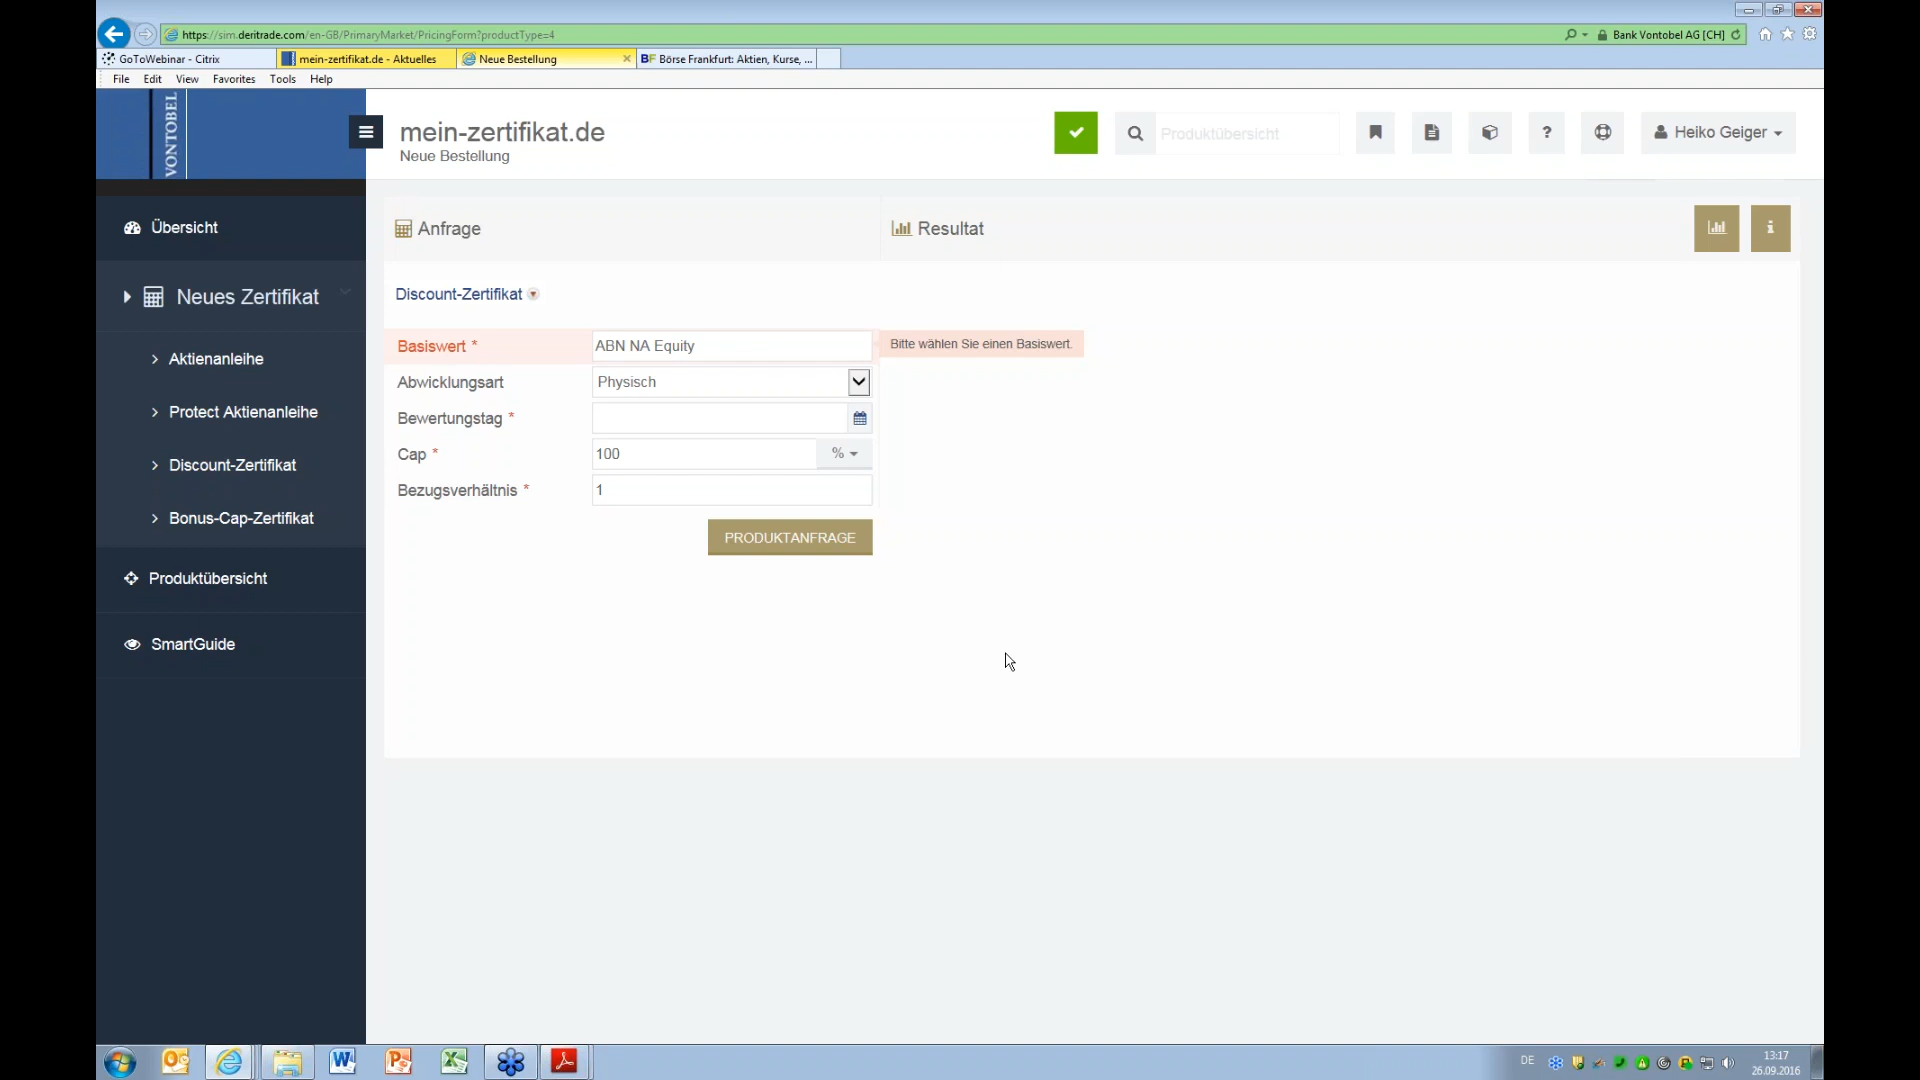 https://sim.deritrade.com/en-GB/PrimaryMarket/PricingForm?productType=4
Bank Vontobel AG [CH]
GoToWebinar - Citrix
mein-zertifikat.de - Aktuelles
Neue Bestellung
BF Börse Frankfurt: Aktien, Kurse, ...
File Edit View Favorites Tools Help
VONTOBEL
mein-zertifikat.de
Neue Bestellung
Produktübersicht
?
Heiko Geiger
Übersicht
Neues Zertifikat
Aktienanleihe
Protect Aktienanleihe
Discount-Zertifikat
Bonus-Cap-Zertifikat
Produktübersicht
SmartGuide
Anfrage
Resultat
i
Discount-Zertifikat
Basiswert * ABN NA Equity
Bitte wählen Sie einen Basiswert.
Abwicklungsart Physisch
Bewertungstag *
Cap * 100 %
Bezugsverhältnis * 1
PRODUKTANFRAGE
DE
13:17
26.09.2016